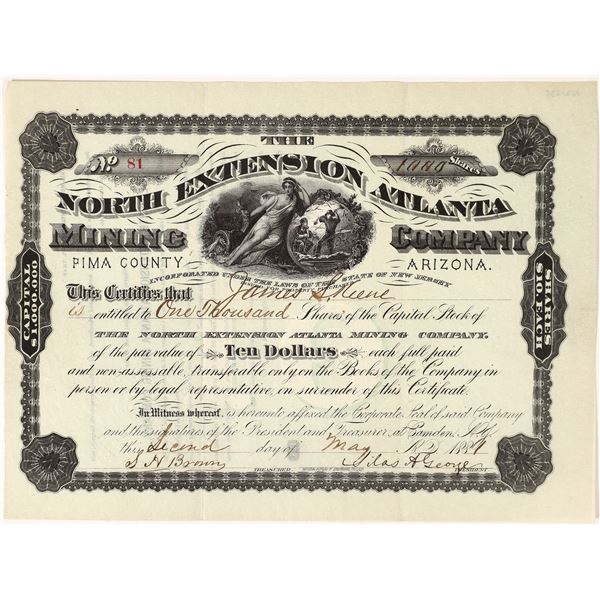 THE
No 81
1000 Shares
NORTH EXTENSION ATLANTA
MINING COMPANY
PIMA COUNTY ARIZONA.
INCORPORATED UNDER THE LAWS OF THE STATE OF NEW JERSEY
CAPITAL $1,000,000
SHARES $10 EACH
This Certifies that James Greene
is entitled to One Thousand Shares of the Capital Stock of
THE NORTH EXTENSION ATLANTA MINING COMPANY.
of the par value of Ten Dollars each full paid
and non-assessable, transferable only on the Books of the Company in
person or by legal representative, on surrender of this Certificate.
In Witness whereof, is hereunto affixed the Corporate Seal of said Company
and the signatures of the President and Treasurer, at Camden, N.J.
this Second day of May A.D. 1881
S H Brown Silas A George
TREASURER PRESIDENT